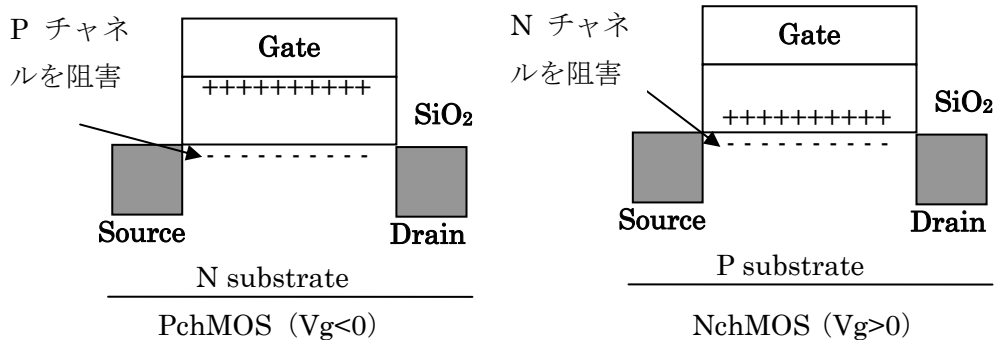 P チャネ
ルを阻害
Gate
++++++++++
SiO₂
- - - - - - - - - -
Source
Drain
N substrate
PchMOS（Vg<0）
N チャネ
ルを阻害
Gate
++++++++++
SiO₂
- - - - - - - - - -
Source
Drain
P substrate
NchMOS（Vg>0）